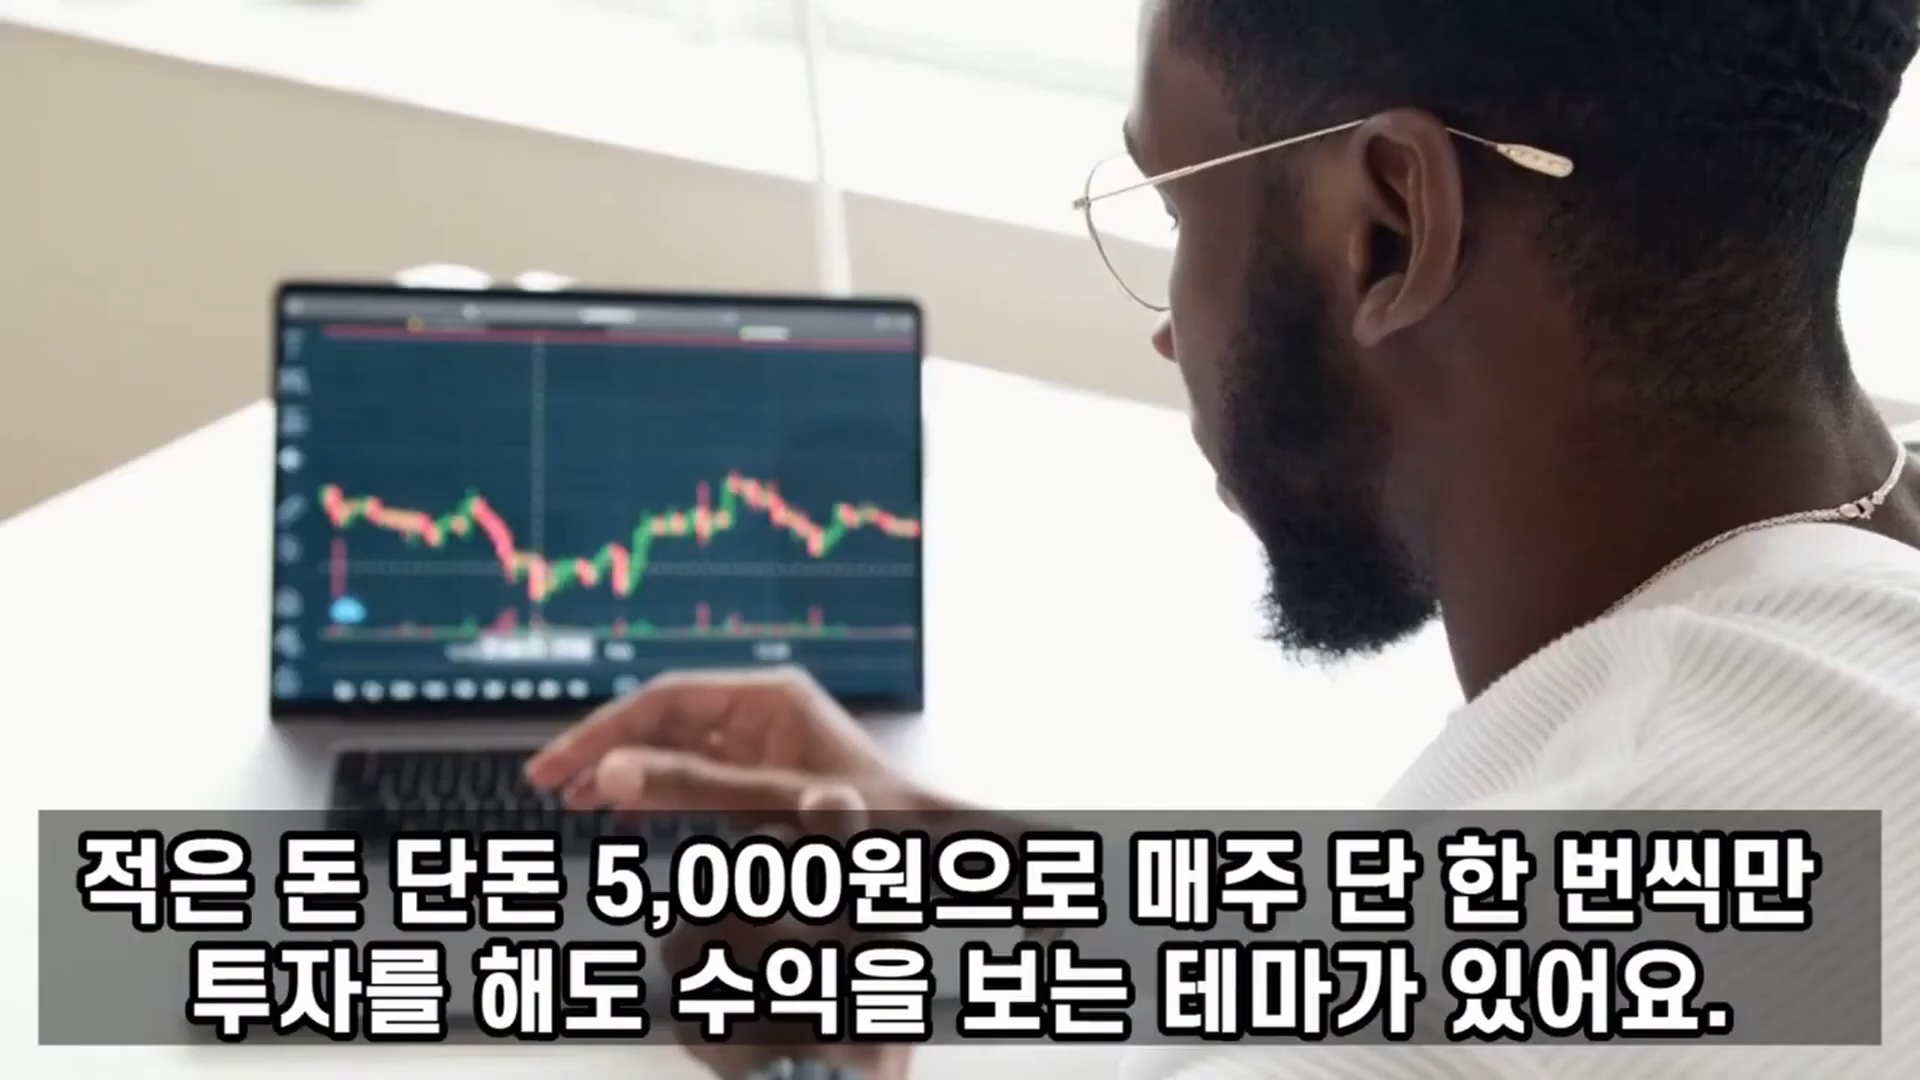 적은 돈 단돈 5,000원으로 매주 단 한 번씩만
투자를 해도 수익을 보는 테마가 있어요.